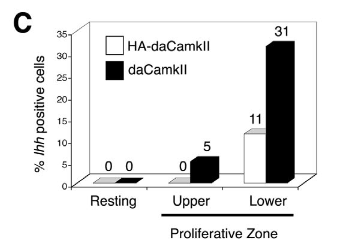 C
% Ihh positive cells
35
30
25
20
15
10
5
0
HA-daCamkII
daCamkII
0 0 0 5 11 31
Resting Upper Lower
Proliferative Zone